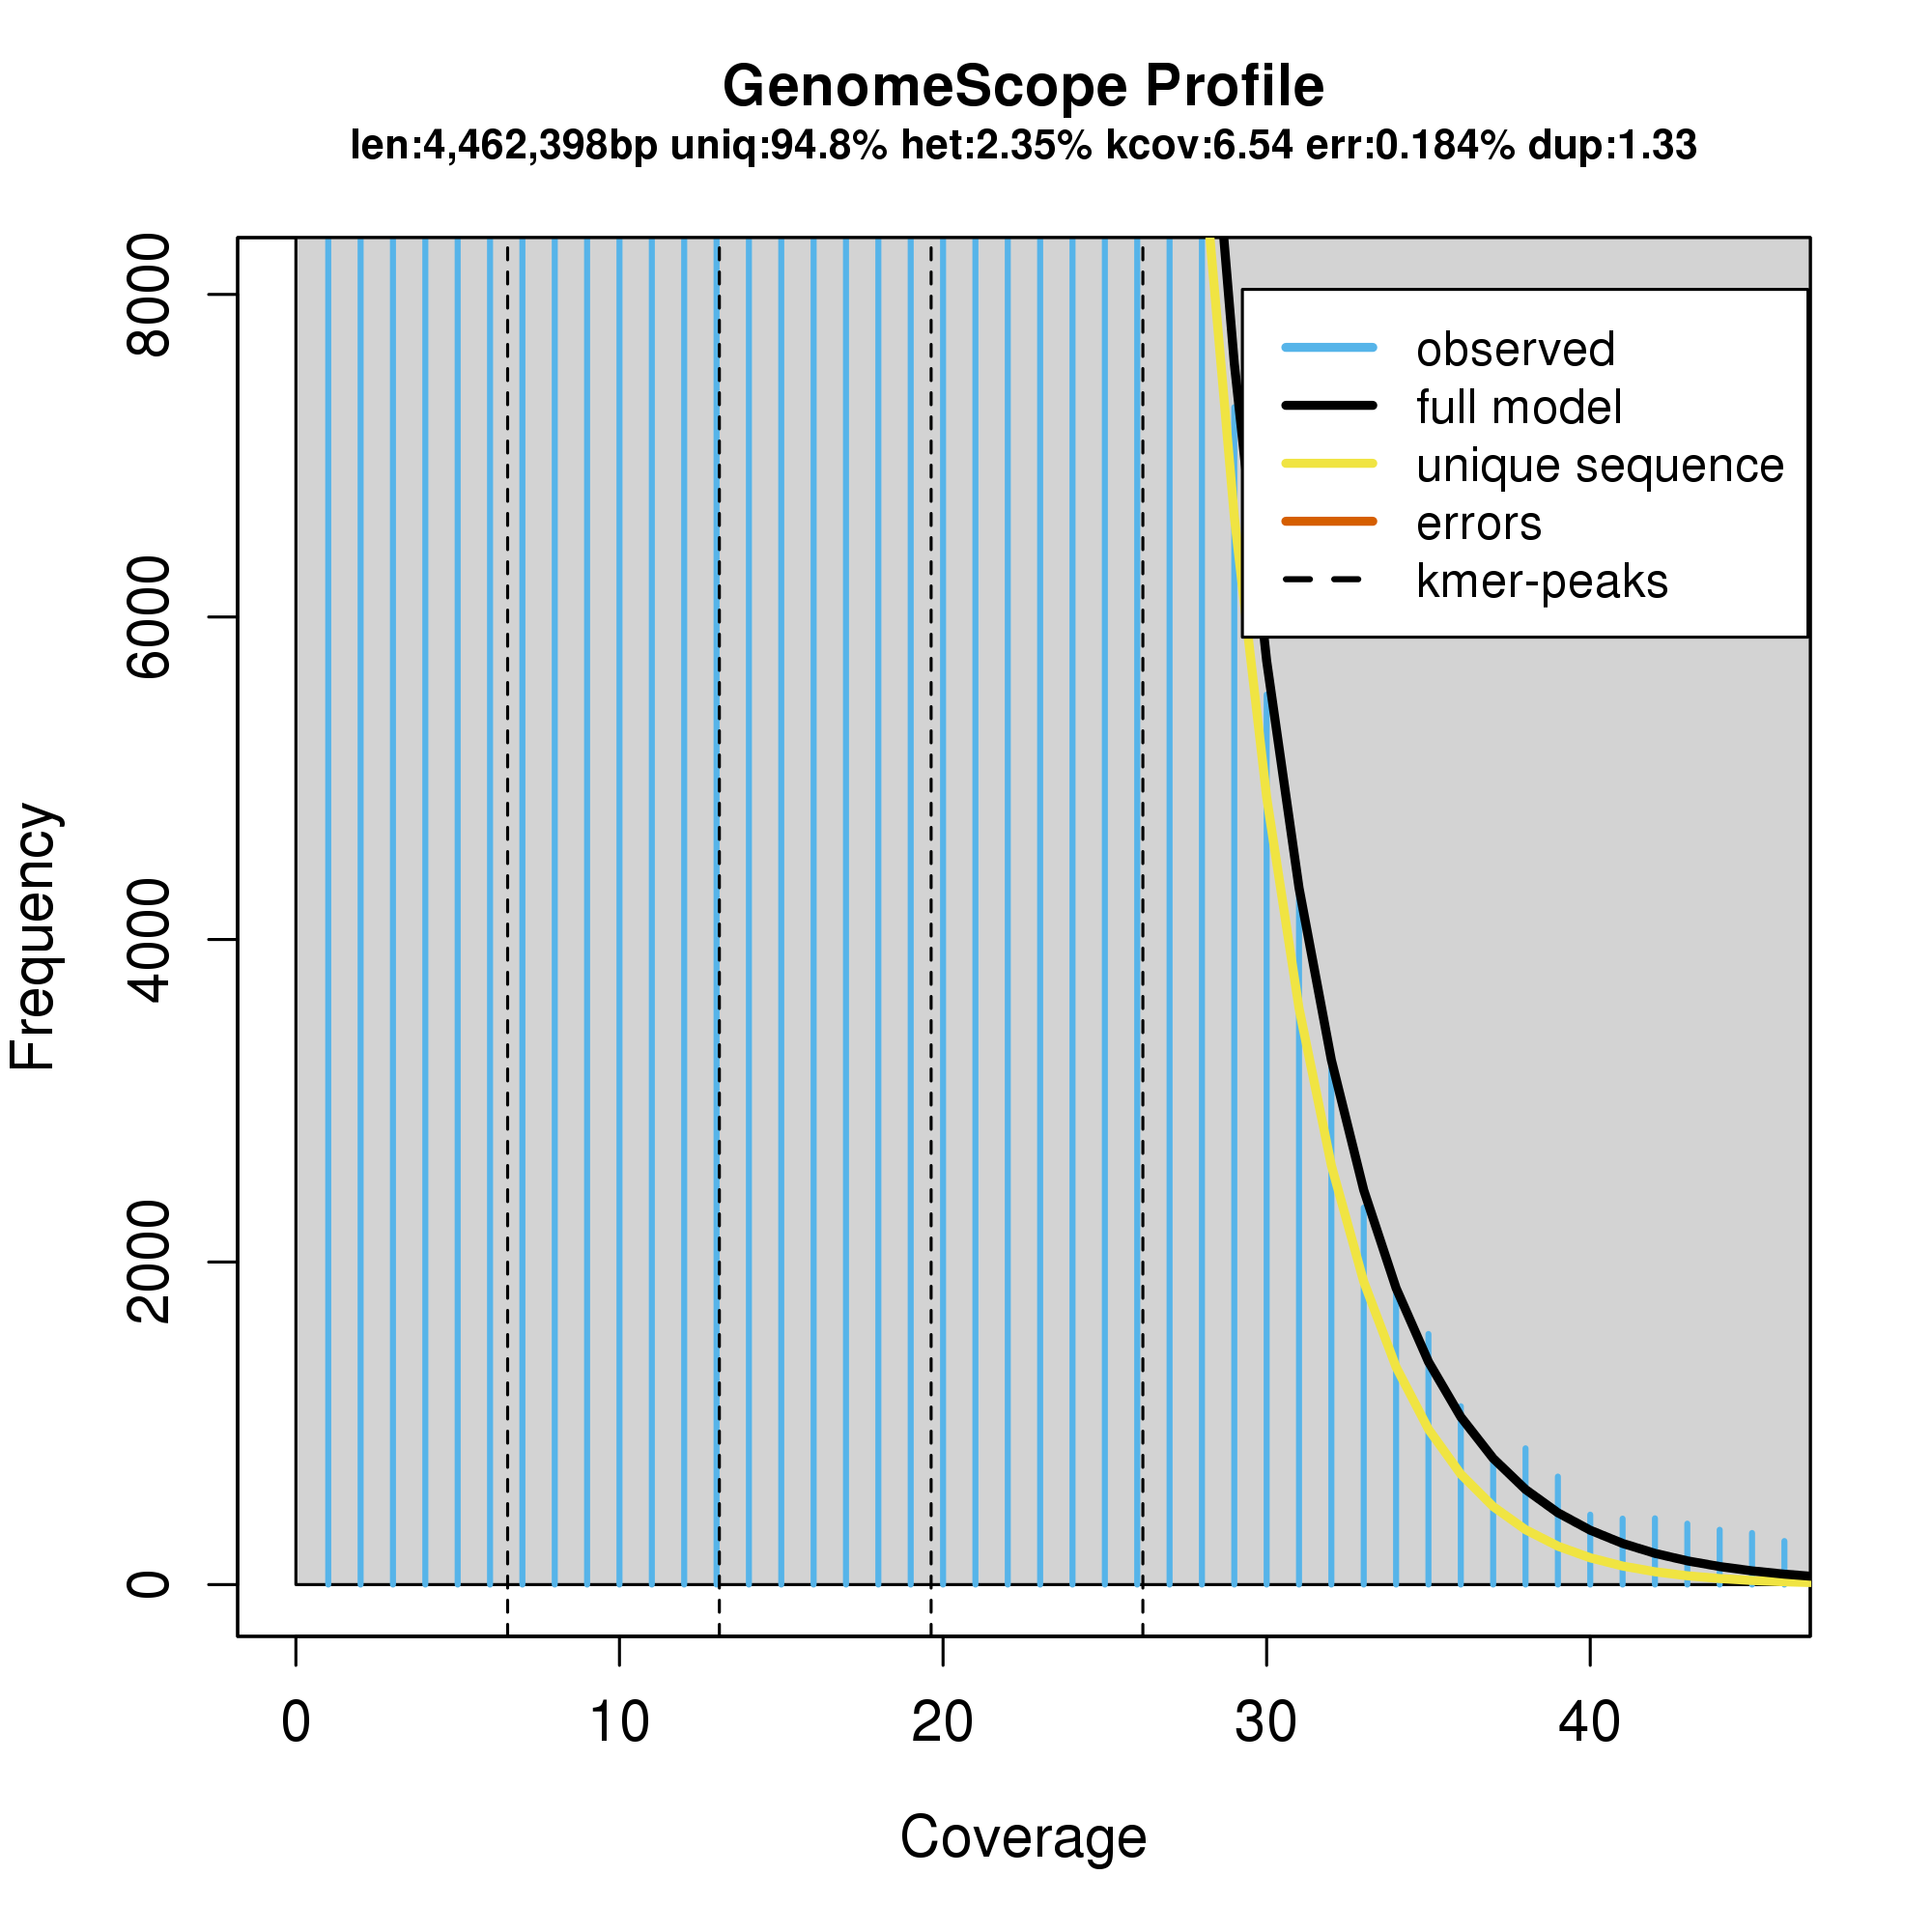 GenomeScope Profile
len:4,462,398bp uniq:94.8% het:2.35% kcov:6.54 err:0.184% dup:1.33
8000
6000
4000
2000
0
Frequency
observed
full model
unique sequence
errors
kmer-peaks
0 10 20 30 40
Coverage